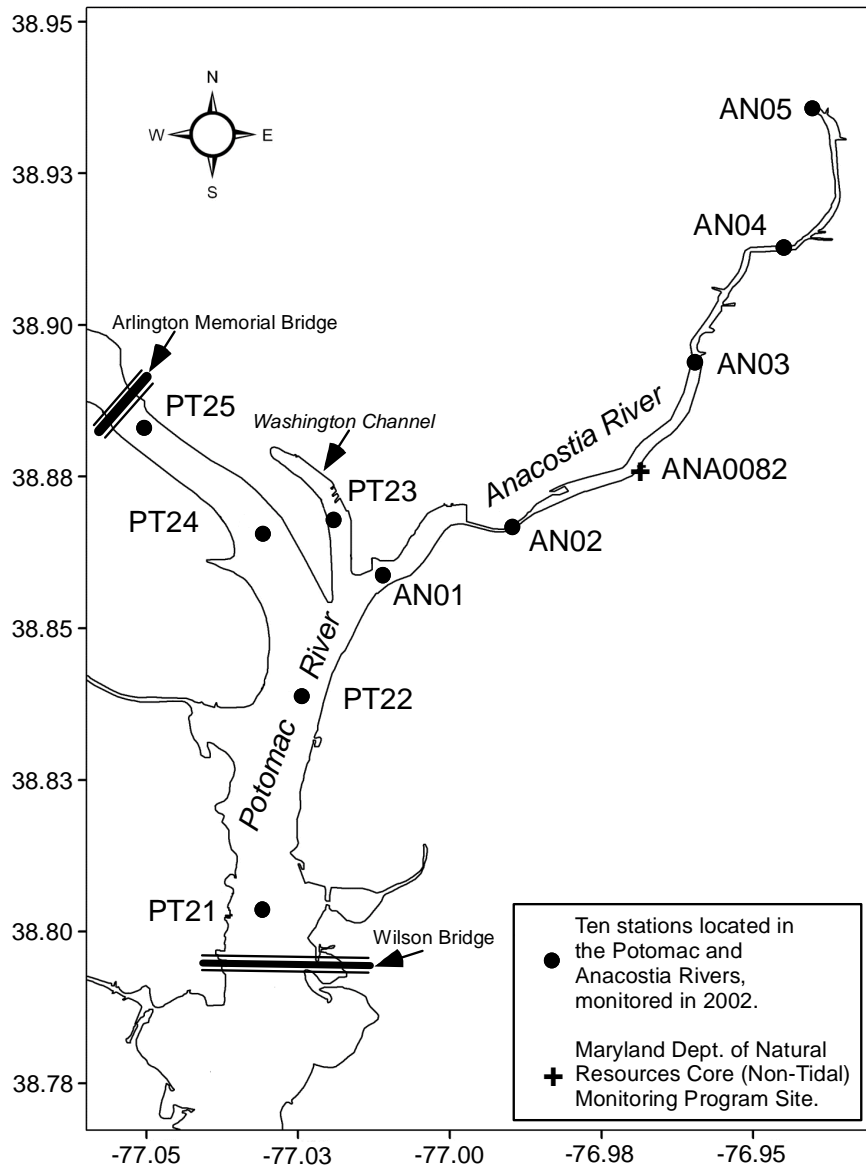 38.95
N
W
E
S
AN05
38.93
AN04
38.90
Arlington Memorial Bridge
AN03
PT25
Washington Channel
Anacostia River
38.88
PT23
ANA0082
PT24
AN02
AN01
38.85
Potomac River
PT22
38.83
PT21
38.80
Wilson Bridge
Ten stations located in
the Potomac and
Anacostia Rivers,
monitored in 2002.
Maryland Dept. of Natural
Resources Core (Non-Tidal)
Monitoring Program Site.
38.78
-77.05
-77.03
-77.00
-76.98
-76.95